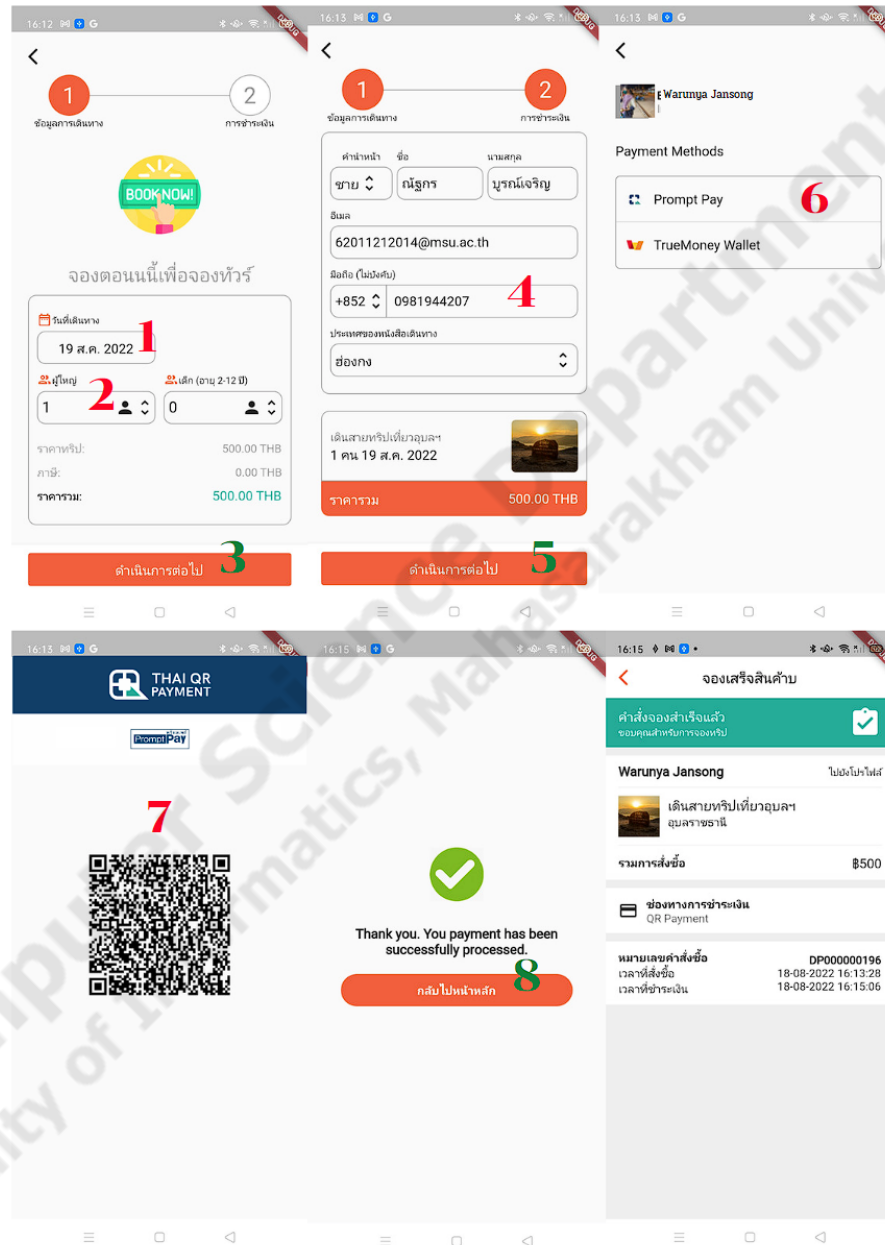 16:12 G
DEBUG
1
2
ข้อมูลการเดินทาง
การชำระเงิน
BOOK NOW!
จองตอนนนี้เพื่อจองทัวร์
วันที่เดินทาง
19 ส.ค. 2022
1
ผู้ใหญ่
เด็ก (อายุ 2-12 ปี)
1
2
0
ราคาทริป: 500.00 THB
ภาษี: 0.00 THB
ราคารวม: 500.00 THB
ดำเนินการต่อไป
3
16:13 G
1
2
ข้อมูลการเดินทาง
การชำระเงิน
คำนำหน้า ชื่อ นามสกุล
ชาย ณัฐกร บูรณ์เจริญ
อีเมล
62011212014@msu.ac.th
มือถือ (ไม่บังคับ)
+852 0981944207
4
ประเทศของหนังสือเดินทาง
ฮ่องกง
เดินสายทริปเที่ยวอุบลฯ
1 คน 19 ส.ค. 2022
ราคารวม 500.00 THB
ดำเนินการต่อไป
5
16:13 G
Warunya Jansong
Payment Methods
Prompt Pay
6
TrueMoney Wallet
16:13 G
THAI QR
PAYMENT
PromptPay
7
16:15 G
Thank you. You payment has been
successfully processed.
8
กลับไปหน้าหลัก
16:15
จองเสร็จสินค้าบ
คำสั่งจองสำเร็จแล้ว
ขอบคุณสำหรับการจองทริป
Warunya Jansong ไปยังโปรไฟล์
เดินสายทริปเที่ยวอุบลฯ
อุบลราชธานี
รวมการสั่งซื้อ ฿500
ช่องทางการชำระเงิน
QR Payment
หมายเลขคำสั่งซื้อ DP000000196
เวลาที่สั่งซื้อ 18-08-2022 16:13:28
เวลาที่ชำระเงิน 18-08-2022 16:15:06